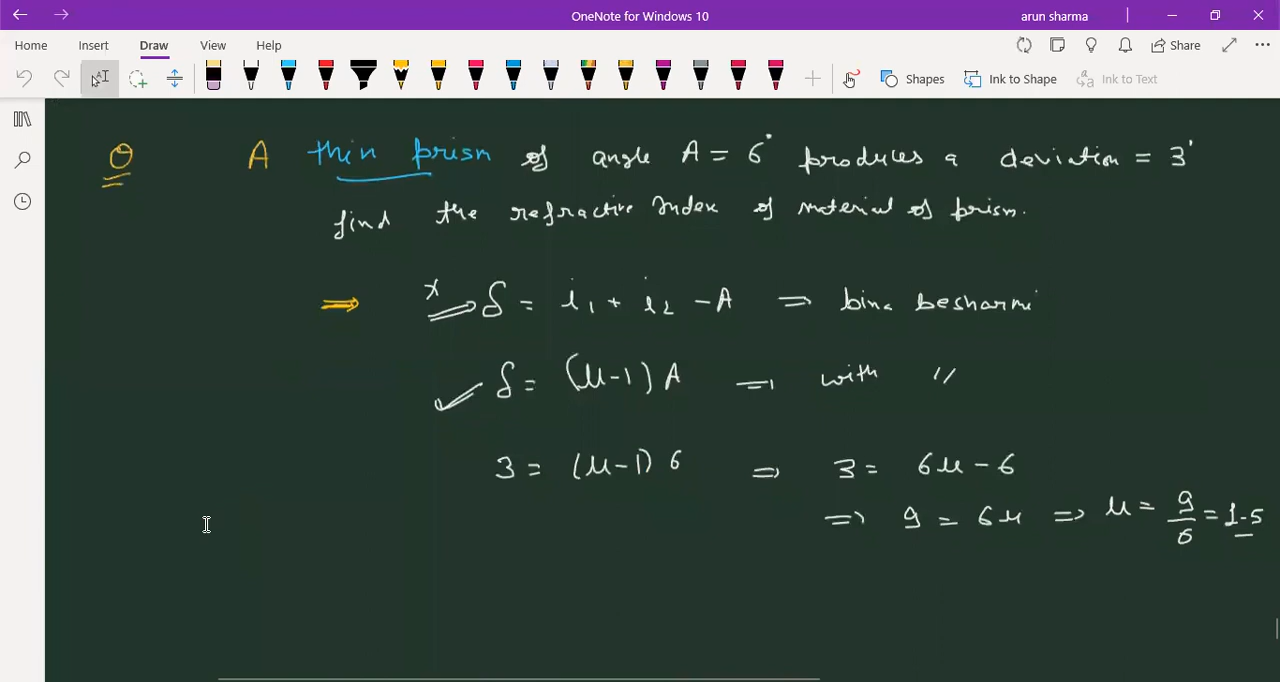 OneNote for Windows 10
arun sharma
Home Insert Draw View Help
Share
Shapes Ink to Shape Ink to Text
Q A thin prism of angle A = 6° produces a deviation = 3°
find the refractive Index of material of prism.
⇒ x ⇒ δ = i₁ + i₂ - A ⇒ bina besharmi
✓ δ = (μ-1) A ⇒ with //
3 = (μ-1) 6 ⇒ 3 = 6μ - 6
⇒ 9 = 6μ ⇒ μ = 9/6 = 1.5